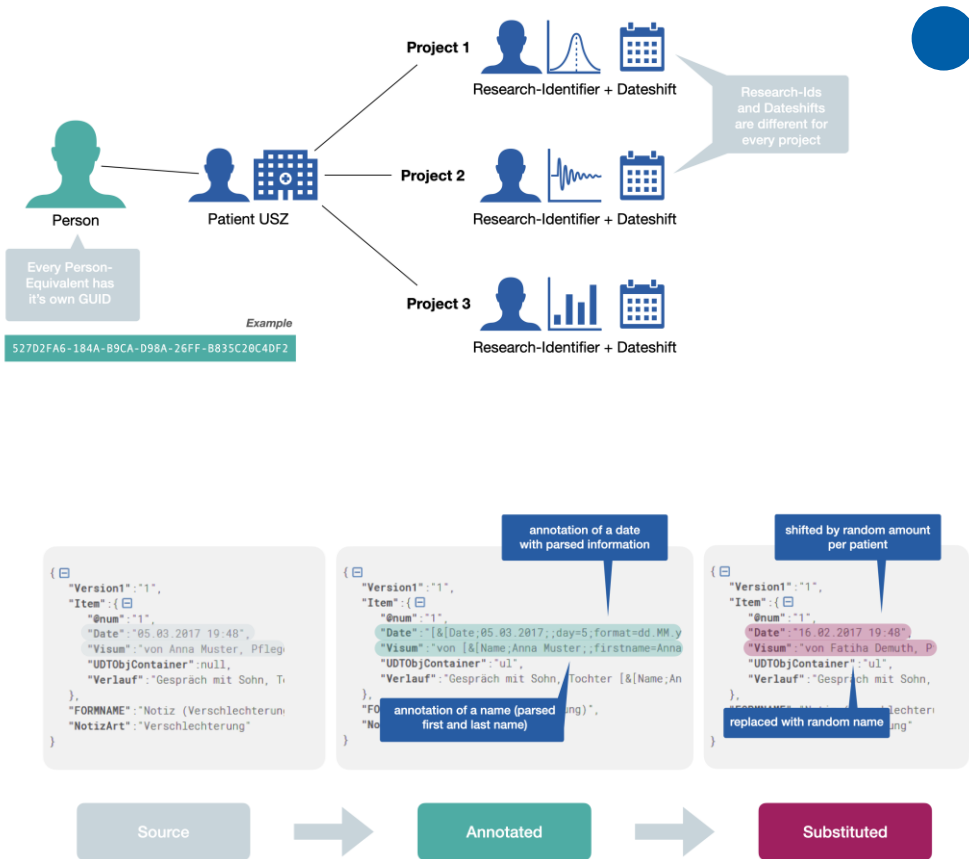 Project 1
Research-Identifier + Dateshift
Research-Ids
and Dateshifts
are different for
every project
Project 2
Research-Identifier + Dateshift
Person
Patient USZ
Every Person-
Equivalent has
it's own GUID
Project 3
Research-Identifier + Dateshift
Example
527D2FA6-184A-B9CA-D98A-26FF-B835C20C4DF2
annotation of a date
with parsed information
shifted by random amount
per patient
{
"Version1":"1",
"Item":{
"@num":"1",
"Date":"05.03.2017 19:48",
"Visum":"von Anna Muster, Pfleg
"UDTObjContainer":null,
"Verlauf":"Gespräch mit Sohn, T
},
"FORMNAME":"Notiz (Verschlechterun
"NotizArt":"Verschlechterung"
}
{
"Version1":"1",
"Item":{
"@num":"1",
"Date":"[&[Date;05.03.2017;;day=5;format=dd.MM.y
"Visum":"von [&[Name;Anna Muster;;firstname=Anna
"UDTObjContainer":"ul",
"Verlauf":"Gespräch mit Sohn, Tochter [&[Name;An
},
"FO
ng)",
"No
}
annotation of a name (parsed
first and last name)
{
"Version1":"1",
"Item":{
"@num":"1"
"Date":"16.02.2017 19:48"
"Visum":"von Fatiha Demuth, P
"UDTObjContainer":"ul",
"Verlauf":"Gespräch mit Sohn,
},
lechter
ung"
}
replaced with random name
Source
Annotated
Substituted